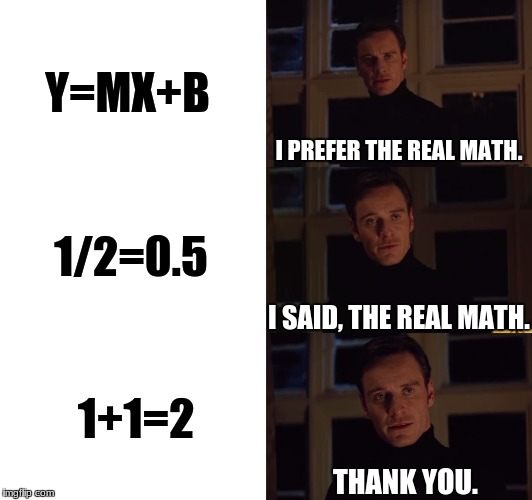 Y=MX+B
I PREFER THE REAL MATH.
1/2=0.5
I SAID, THE REAL MATH.
1+1=2
THANK YOU.
imgflip.com